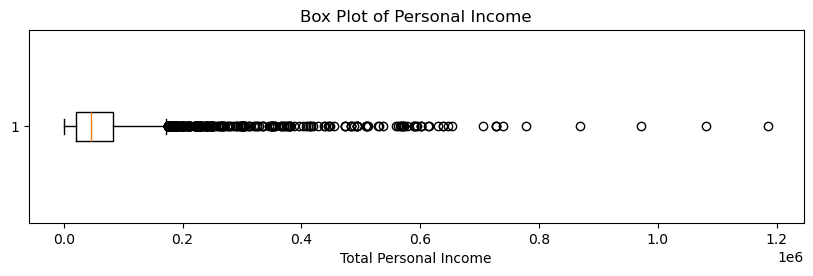 Box Plot of Personal Income
1
0.0 0.2 0.4 0.6 0.8 1.0 1.2
Total Personal Income
1e6